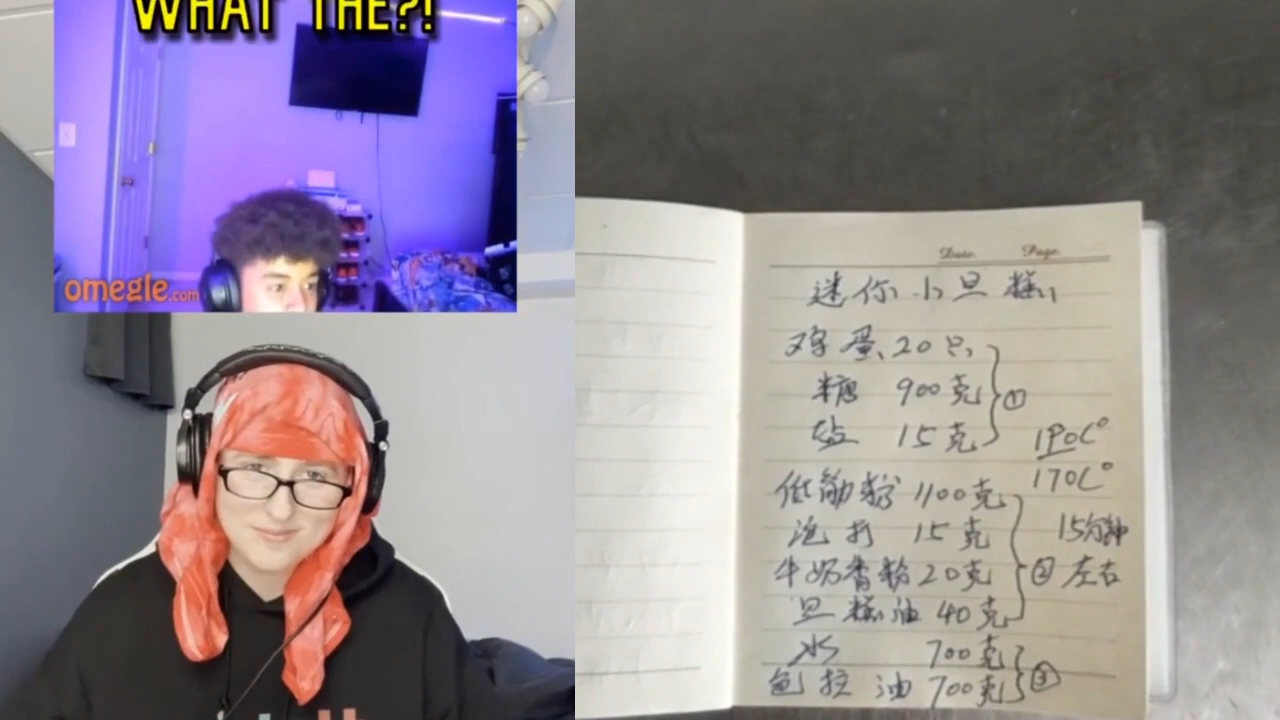 WHAT THE?!
omegle.com
Date. Page.
迷你小旦糕
鸡蛋 20只
糖 900克
盐 15克
①
190C°
170C°
低筋粉 1100克
泡打 15克
15分钟
牛奶香粉 20克
② 左右
旦糕油 40克
水 700克
色拉油 700克
③